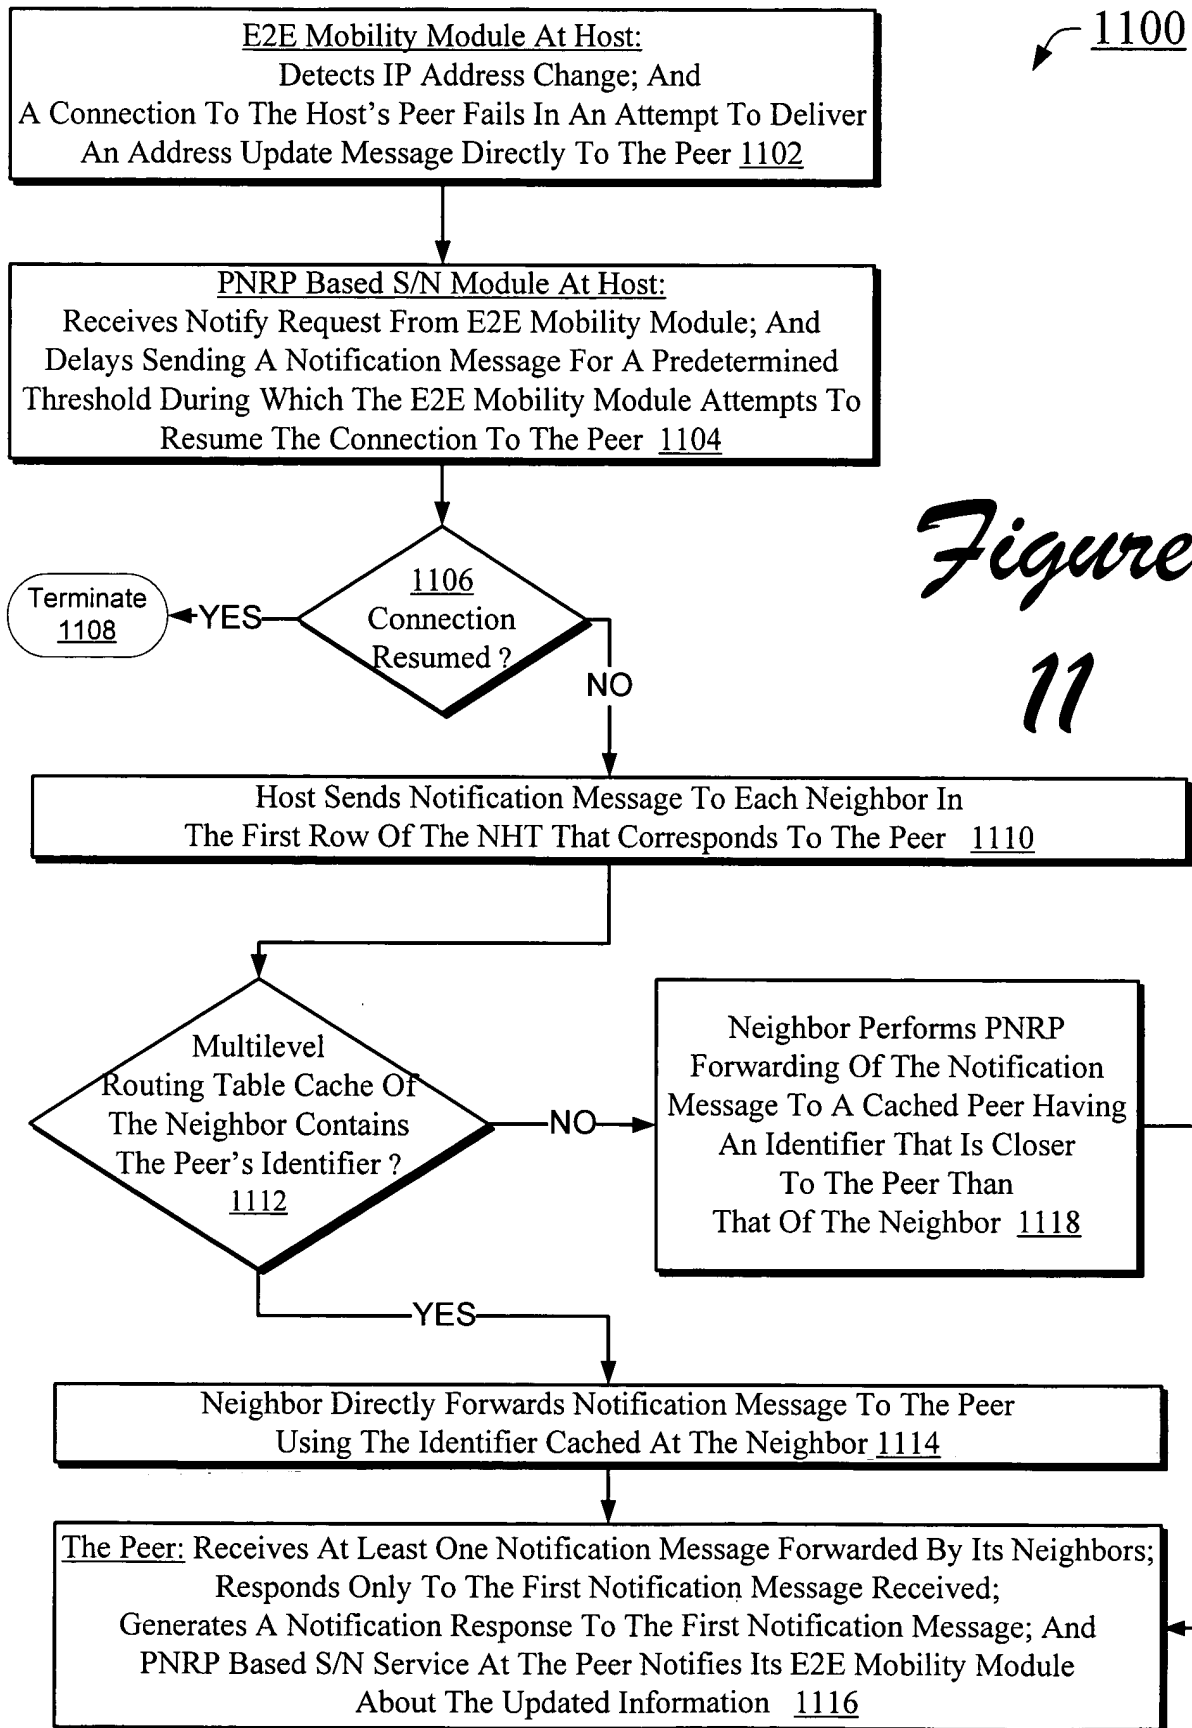 E2E Mobility Module At Host:
Detects IP Address Change; And
A Connection To The Host's Peer Fails In An Attempt To Deliver
An Address Update Message Directly To The Peer 1102
1100
PNRP Based S/N Module At Host:
Receives Notify Request From E2E Mobility Module; And
Delays Sending A Notification Message For A Predetermined
Threshold During Which The E2E Mobility Module Attempts To
Resume The Connection To The Peer 1104
Figure
11
1106
Connection
Resumed ?
YES
Terminate
1108
NO
Host Sends Notification Message To Each Neighbor In
The First Row Of The NHT That Corresponds To The Peer 1110
Multilevel
Routing Table Cache Of
The Neighbor Contains
The Peer's Identifier ?
1112
NO
Neighbor Performs PNRP
Forwarding Of The Notification
Message To A Cached Peer Having
An Identifier That Is Closer
To The Peer Than
That Of The Neighbor 1118
YES
Neighbor Directly Forwards Notification Message To The Peer
Using The Identifier Cached At The Neighbor 1114
The Peer: Receives At Least One Notification Message Forwarded By Its Neighbors;
Responds Only To The First Notification Message Received;
Generates A Notification Response To The First Notification Message; And
PNRP Based S/N Service At The Peer Notifies Its E2E Mobility Module
About The Updated Information 1116